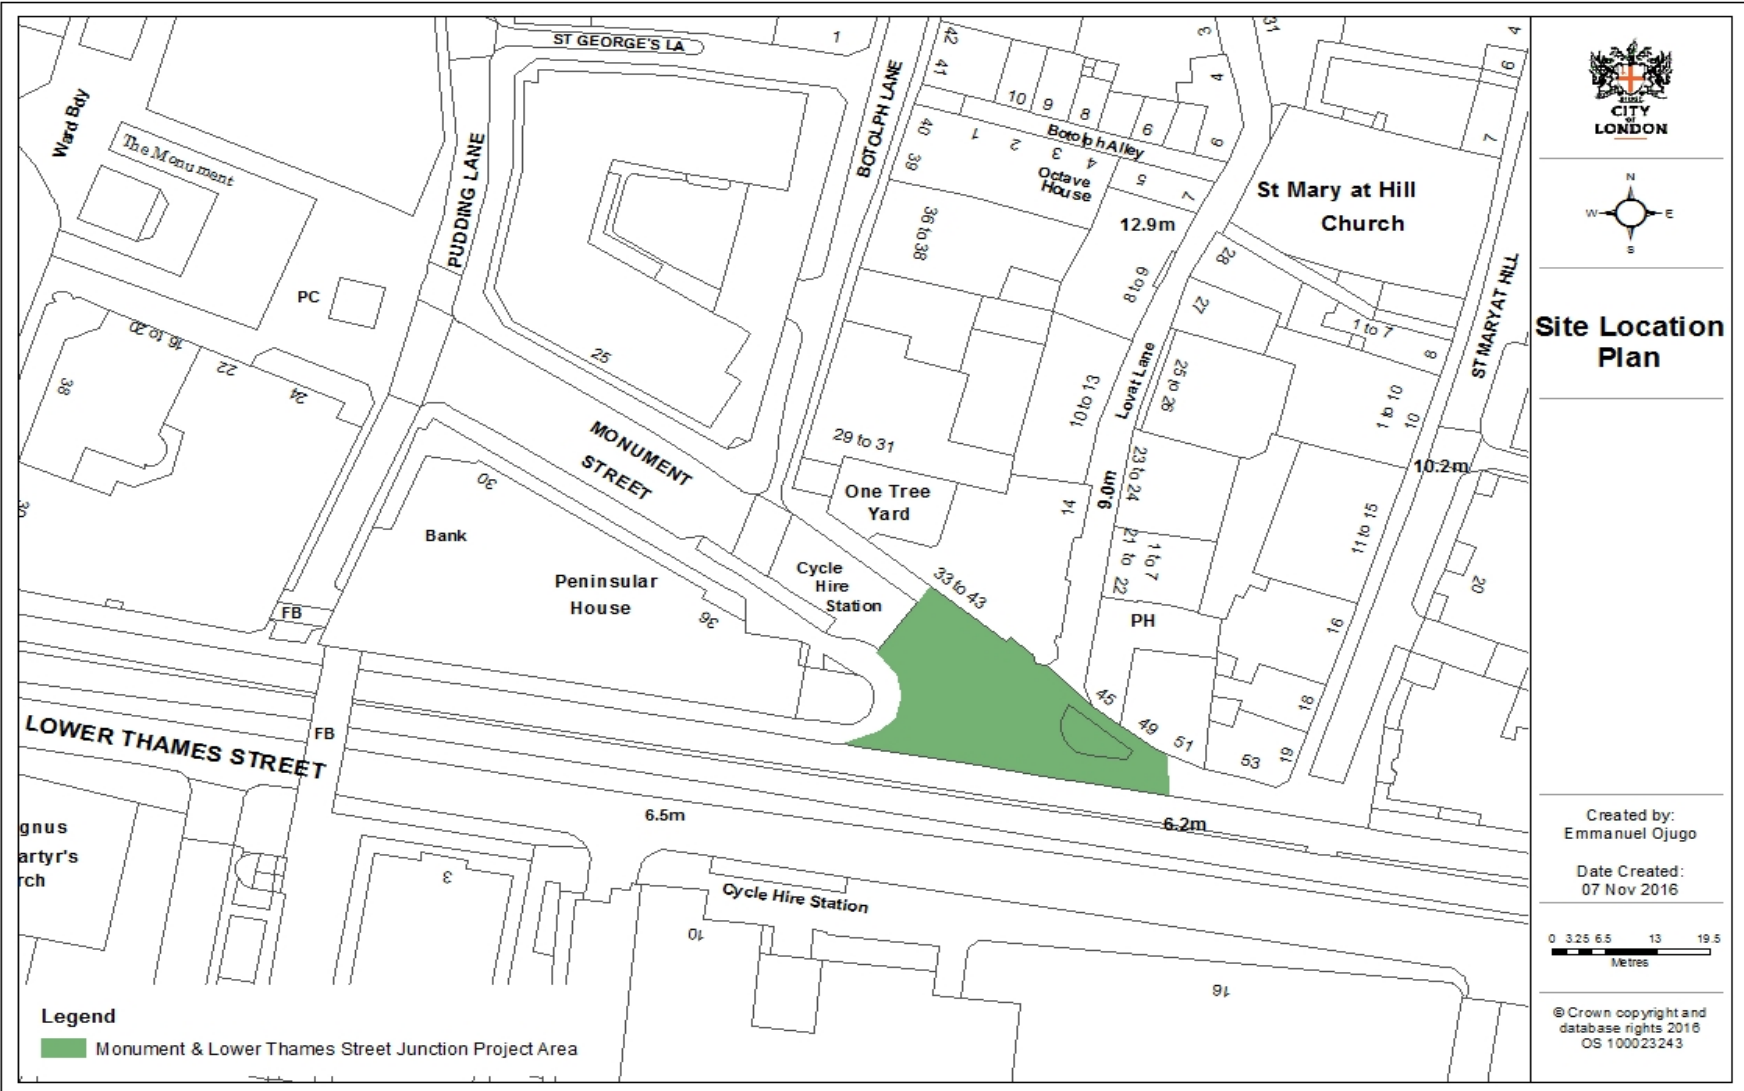 ST GEORGE'S LA
1
BOTOLPH LANE
42
41
10
9
8
6
3
4
31
6
4
6
7
Ward Bdy
The Monument
PUDDING LANE
40
39
1
2
3
4
5
7
Botolph Alley
Octave
House
12.9m
36 to 38
St Mary at Hill
Church
ST MARY AT HILL
28
27
8 to 9
1 to 7
8
PC
16 to 20
22
24
38
25
29 to 31
10 to 13
Lovat Lane
25 to 26
1 to 10
10
10.2m
MONUMENT
STREET
30
Bank
Peninsular
House
36
One Tree
Yard
14
9.0m
23 to 24
21 to 22
1 to 7
11 to 15
20
Cycle
Hire
Station
33 to 43
PH
16
FB
FB
45
49
51
53
18
19
LOWER THAMES STREET
6.5m
6.2m
gnus
artyr's
rch
3
Cycle Hire Station
10
16
Legend
Monument & Lower Thames Street Junction Project Area
CITY
OF
LONDON
N
W
E
S
Site Location
Plan
Created by:
Emmanuel Ojugo
Date Created:
07 Nov 2016
0 3.25 6.5 13 19.5
Metres
© Crown copyright and
database rights 2016
OS 100023243